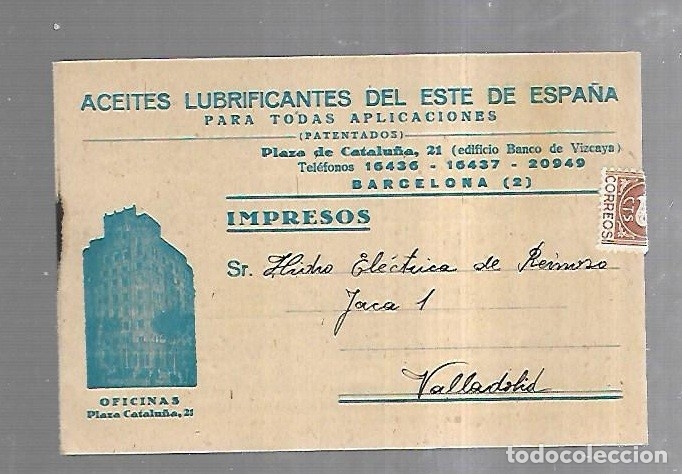 ACEITES LUBRIFICANTES DEL ESTE DE ESPAÑA
PARA TODAS APLICACIONES
(PATENTADOS)
Plaza de Cataluña, 21 (edificio Banco de Vizcaya)
Teléfonos 16436 - 16437 - 20949
BARCELONA (2)
CORREOS
CTS
IMPRESOS
Sr. Hidro Eléctrica de Reinosa
Jaca 1
Valladolid
OFICINAS
Plaza Cataluña, 21
todocoleccion